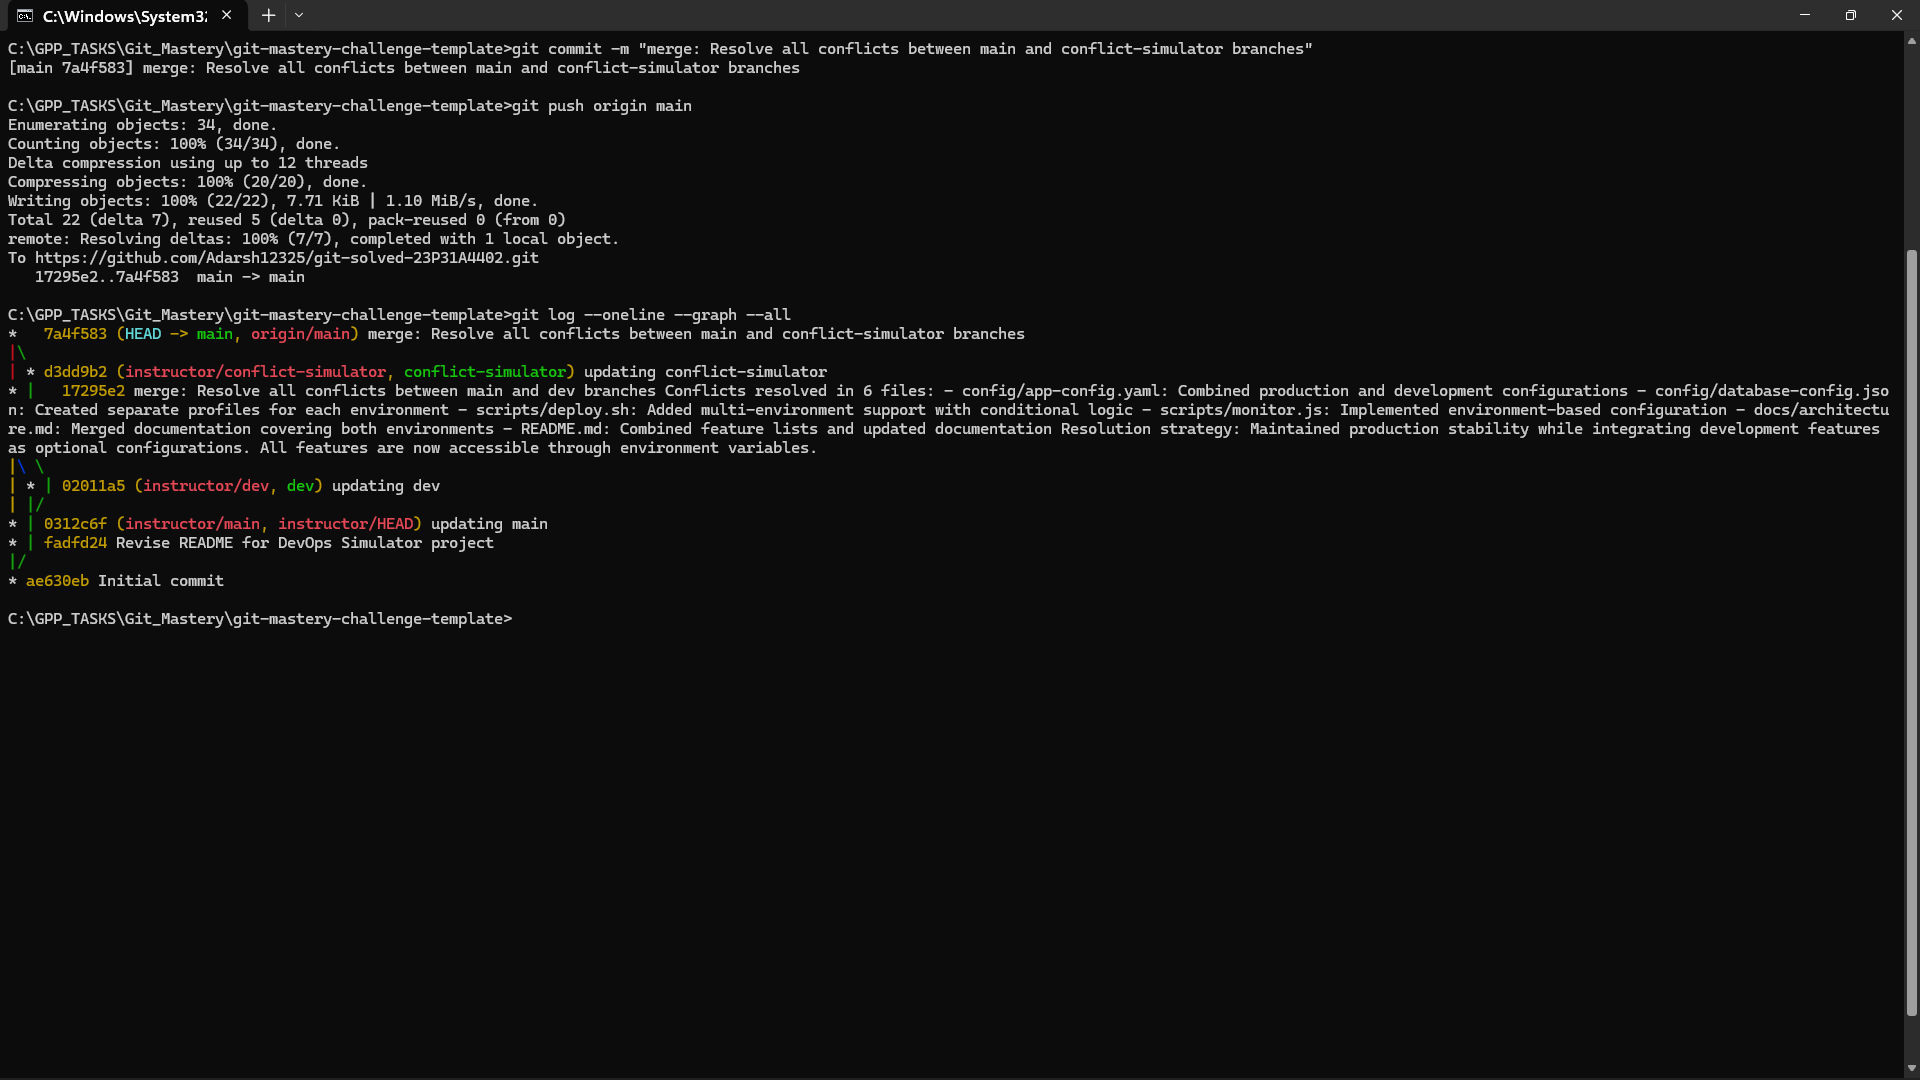 C:\Windows\System32
C:\GPP_TASKS\Git_Mastery\git-mastery-challenge-template>git commit -m "merge: Resolve all conflicts between main and conflict-simulator branches"
[main 7a4f583] merge: Resolve all conflicts between main and conflict-simulator branches
C:\GPP_TASKS\Git_Mastery\git-mastery-challenge-template>git push origin main
Enumerating objects: 34, done.
Counting objects: 100% (34/34), done.
Delta compression using up to 12 threads
Compressing objects: 100% (20/20), done.
Writing objects: 100% (22/22), 7.71 KiB | 1.10 MiB/s, done.
Total 22 (delta 7), reused 5 (delta 0), pack-reused 0 (from 0)
remote: Resolving deltas: 100% (7/7), completed with 1 local object.
To https://github.com/Adarsh12325/git-solved-23P31A4402.git
   17295e2..7a4f583  main -> main
C:\GPP_TASKS\Git_Mastery\git-mastery-challenge-template>git log --oneline --graph --all
*   7a4f583 (HEAD -> main, origin/main) merge: Resolve all conflicts between main and conflict-simulator branches
|\
| * d3dd9b2 (instructor/conflict-simulator, conflict-simulator) updating conflict-simulator
* |   17295e2 merge: Resolve all conflicts between main and dev branches Conflicts resolved in 6 files: - config/app-config.yaml: Combined production and development configurations - config/database-config.jso
n: Created separate profiles for each environment - scripts/deploy.sh: Added multi-environment support with conditional logic - scripts/monitor.js: Implemented environment-based configuration - docs/architectu
re.md: Merged documentation covering both environments - README.md: Combined feature lists and updated documentation Resolution strategy: Maintained production stability while integrating development features
as optional configurations. All features are now accessible through environment variables.
|\ \
| * | 02011a5 (instructor/dev, dev) updating dev
| |/
* | 0312c6f (instructor/main, instructor/HEAD) updating main
* | fadfd24 Revise README for DevOps Simulator project
|/
* ae630eb Initial commit
C:\GPP_TASKS\Git_Mastery\git-mastery-challenge-template>